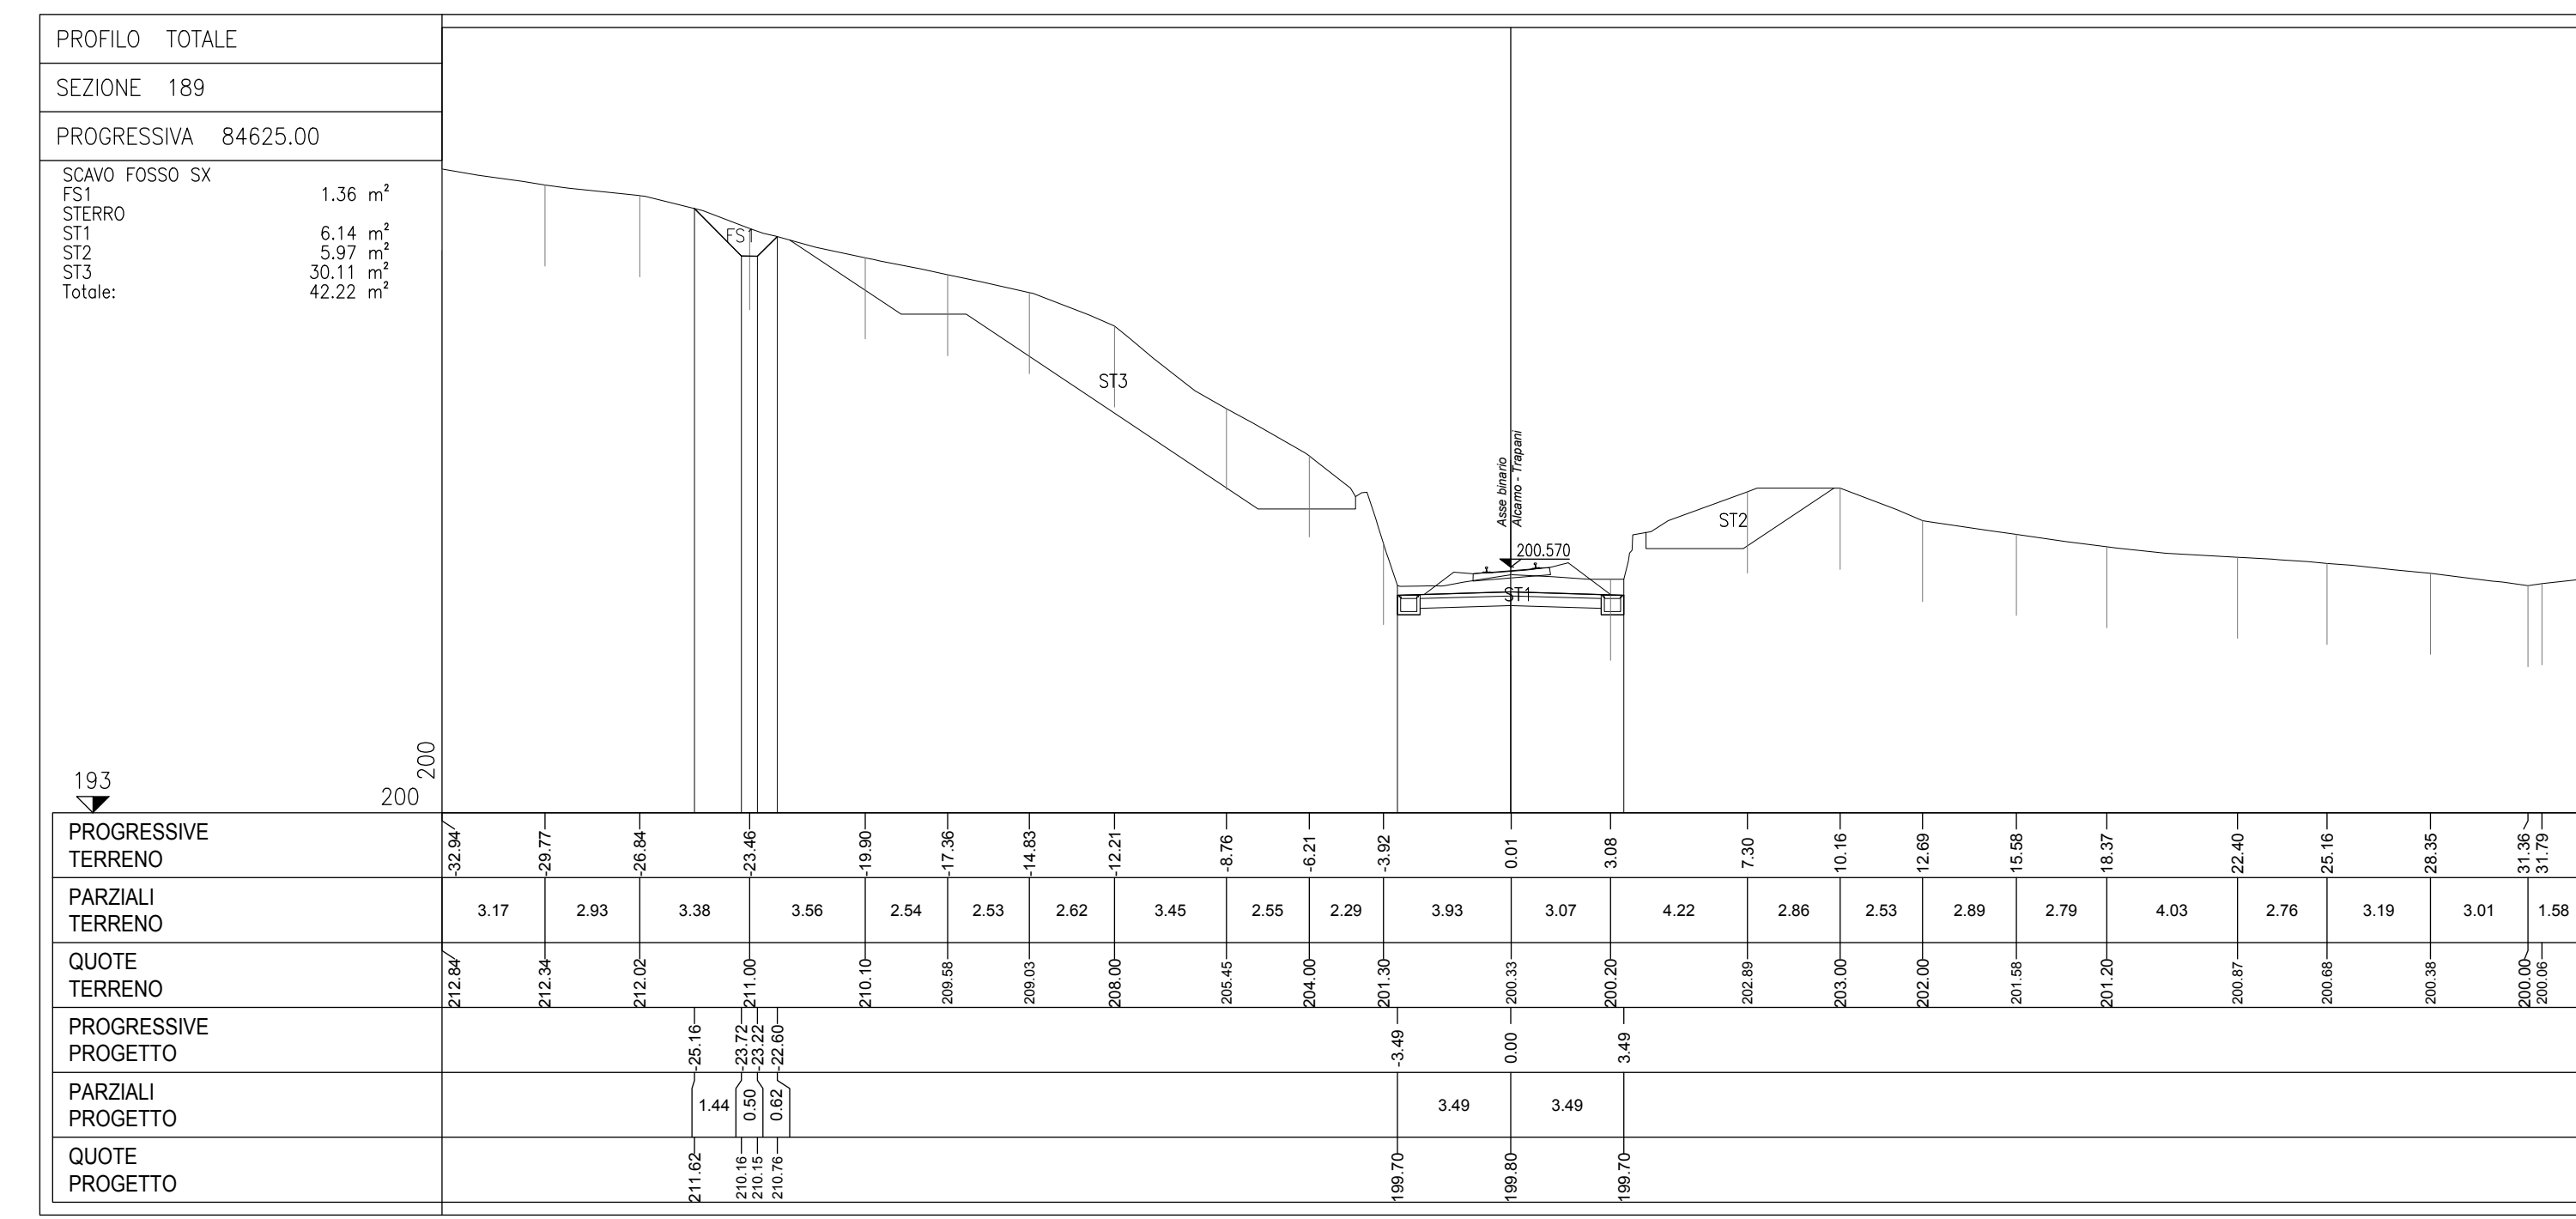 PROFILO TOTALE
SEZIONE 189
PROGRESSIVA 84625.00
SCAVO FOSSO SX
FS1 1.36 m²
STERRO
ST1 6.14 m²
ST2 5.97 m²
ST3 30.11 m²
Totale: 42.22 m²
FS1
ST3
Asse binario
Alcamo - Trapani
200.570
ST2
ST1
200
193
200
PROGRESSIVE
TERRENO
-32.94 -29.77 -26.84 -23.46 -19.90 -17.36 -14.83 -12.21 -8.76 -6.21 -3.92 0.01 3.08 7.30 10.16 12.69 15.58 18.37 22.40 25.16 28.35 31.36 31.79
PARZIALI
TERRENO
3.17 2.93 3.38 3.56 2.54 2.53 2.62 3.45 2.55 2.29 3.93 3.07 4.22 2.86 2.53 2.89 2.79 4.03 2.76 3.19 3.01 1.58
QUOTE
TERRENO
212.84 212.34 212.02 211.00 210.10 209.58 209.03 208.00 205.45 204.00 201.30 200.33 200.20 202.89 203.00 202.00 201.58 201.20 200.87 200.68 200.38 200.00 200.06
PROGRESSIVE
PROGETTO
-25.16 -23.72 -23.22 -22.60 -3.49 0.00 3.49
PARZIALI
PROGETTO
1.44 0.50 0.62 3.49 3.49
QUOTE
PROGETTO
211.62 210.16 210.15 210.76 199.70 199.80 199.70